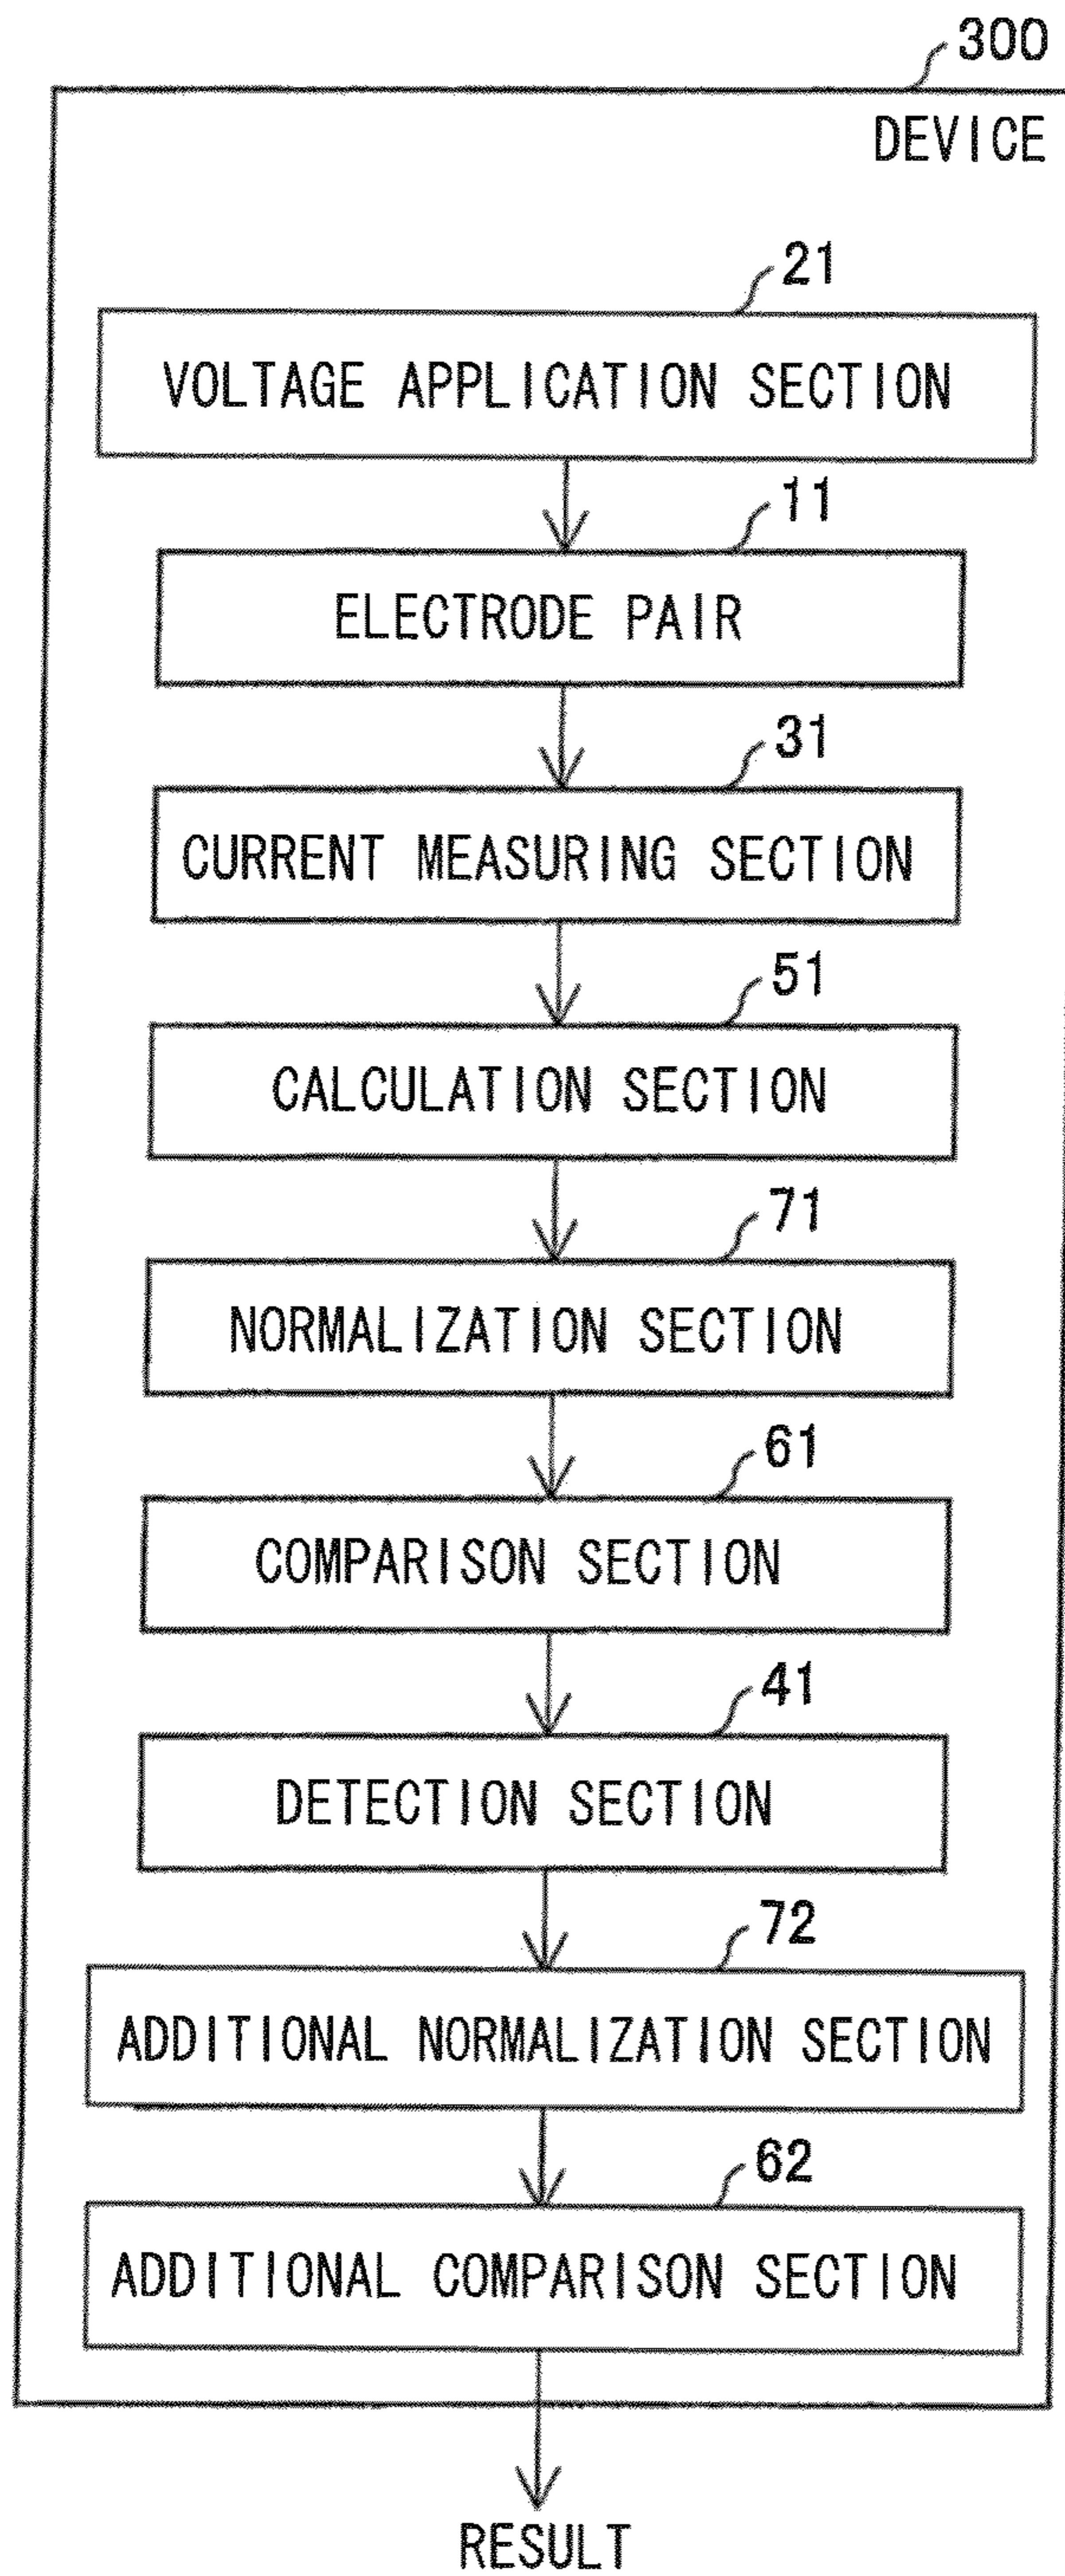 300
DEVICE
21
VOLTAGE APPLICATION SECTION
11
ELECTRODE PAIR
31
CURRENT MEASURING SECTION
51
CALCULATION SECTION
71
NORMALIZATION SECTION
61
COMPARISON SECTION
41
DETECTION SECTION
72
ADDITIONAL NORMALIZATION SECTION
62
ADDITIONAL COMPARISON SECTION
RESULT